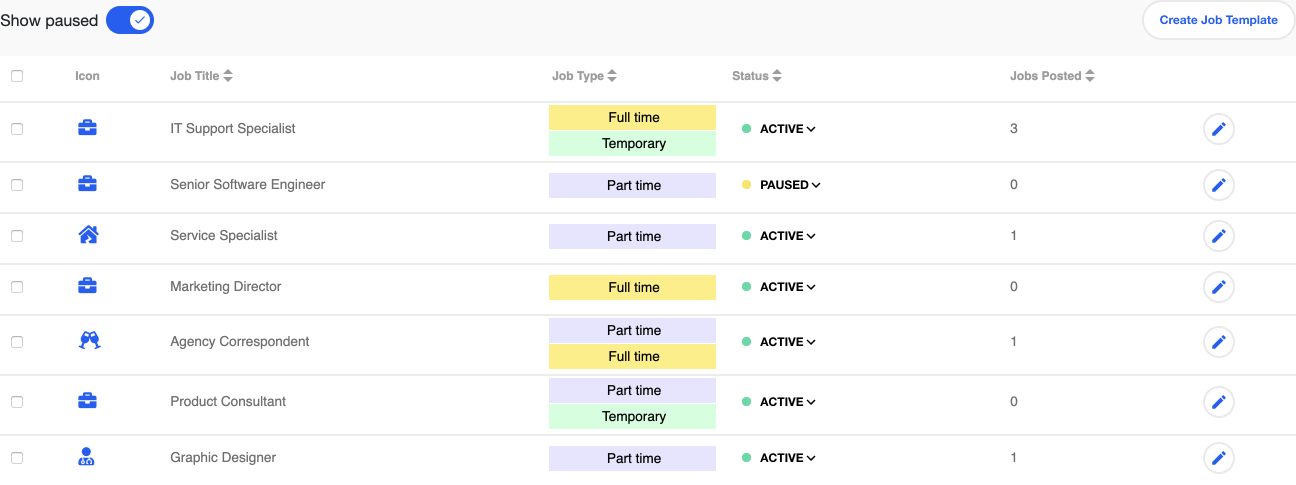 Show paused
Create Job Template
Icon Job Title Job Type Status Jobs Posted
IT Support Specialist Full time ACTIVE 3
Temporary
Senior Software Engineer Part time PAUSED 0
Service Specialist Part time ACTIVE 1
Marketing Director Full time ACTIVE 0
Agency Correspondent Part time ACTIVE 1
Full time
Product Consultant Part time ACTIVE 0
Temporary
Graphic Designer Part time ACTIVE 1